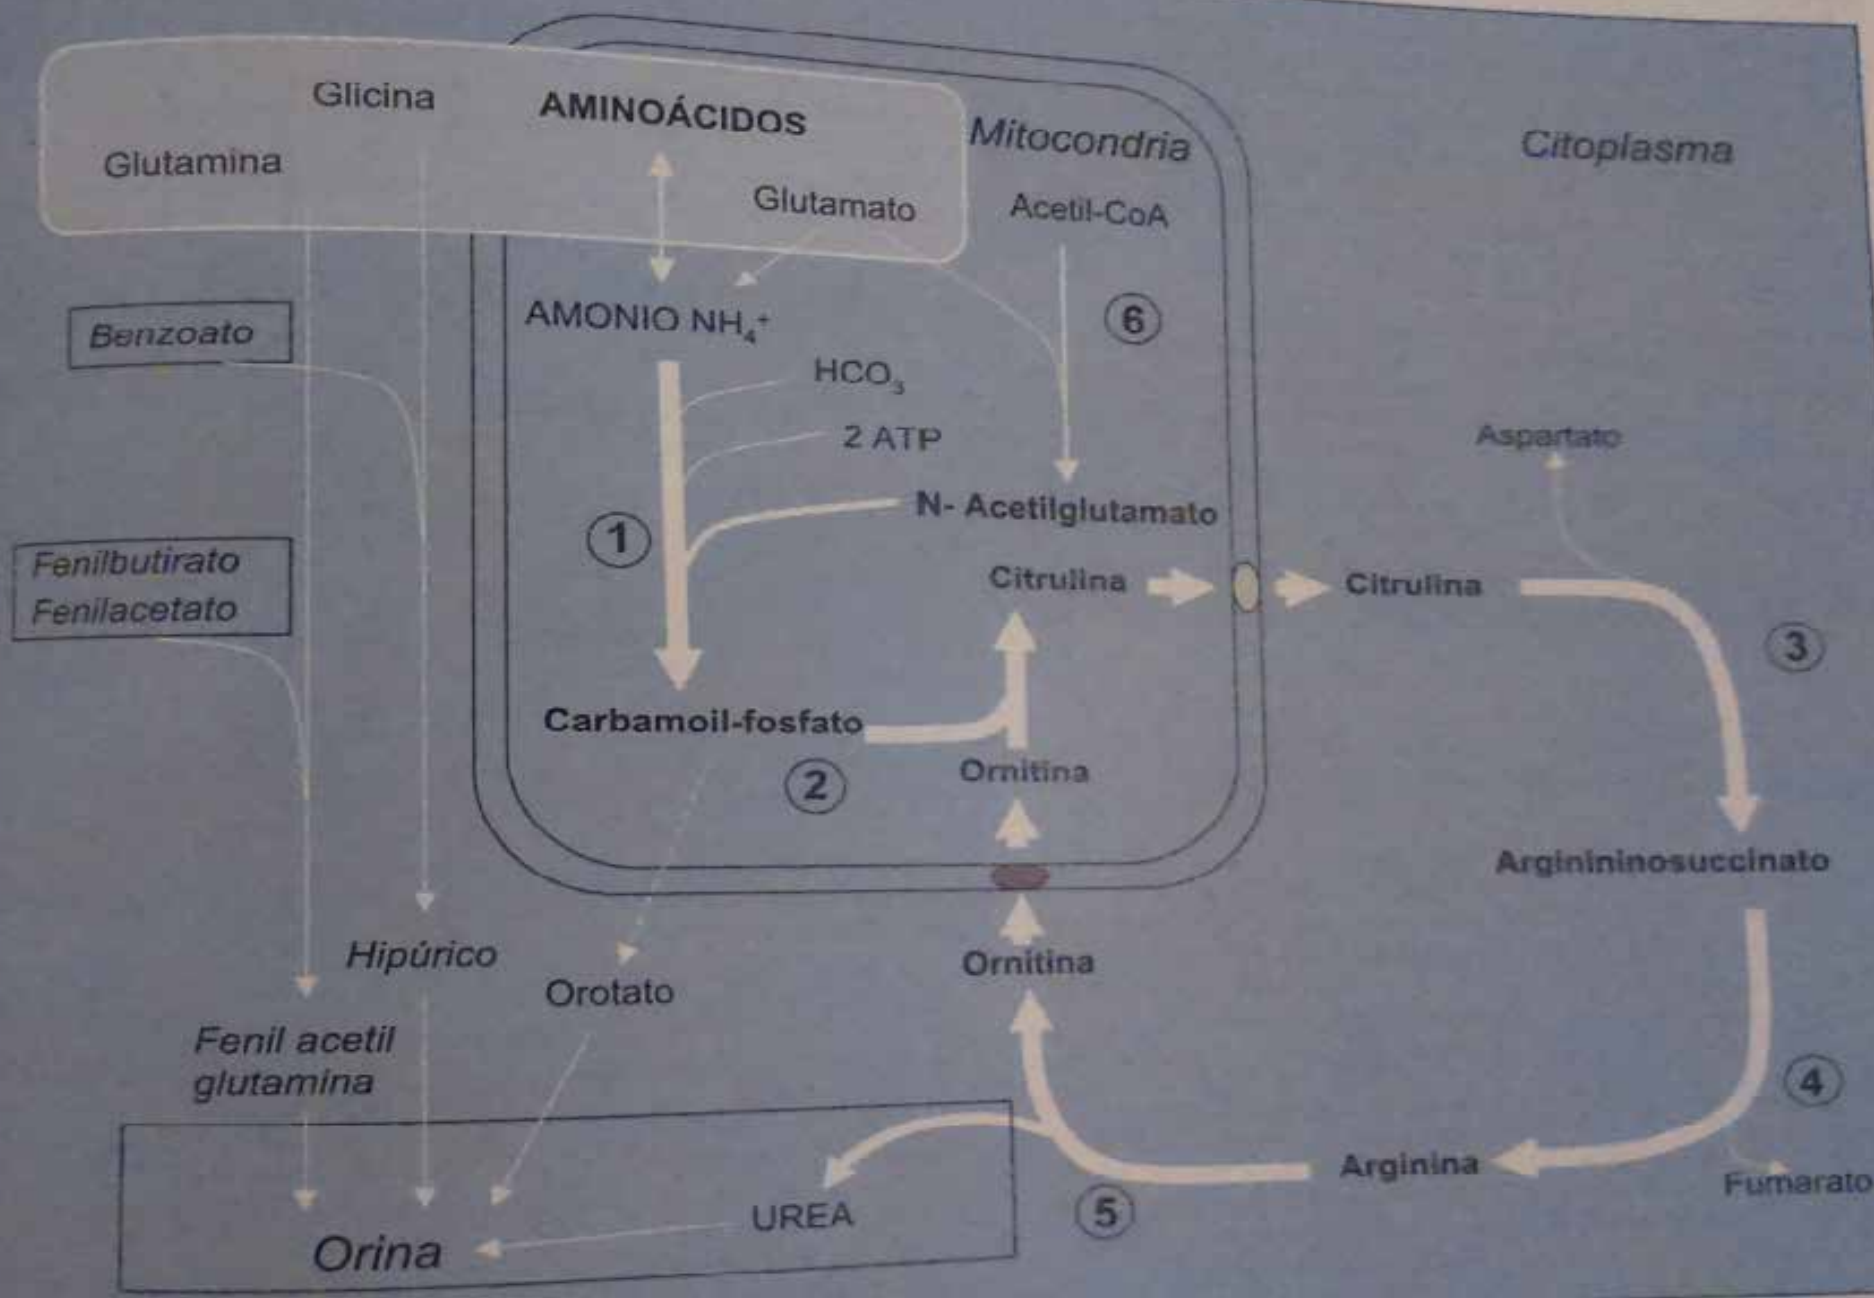 Glicina
AMINOÁCIDOS
Glutamina
Glutamato
Mitocondria
Citoplasma
Acetil-CoA
AMONIO NH₄⁺
6
Benzoato
HCO₃
2 ATP
Aspartato
N- Acetilglutamato
1
Fenilbutirato
Fenilacetato
Citrulina
Citrulina
3
Carbamoil-fosfato
2
Ornitina
Arginininosuccinato
Hipúrico
Orotato
Ornitina
Fenil acetil
glutamina
4
Arginina
Fumarato
5
UREA
Orina